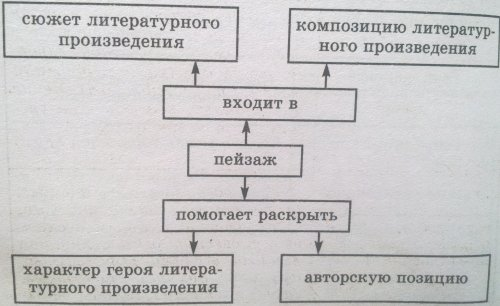 сюжет литературного
произведения
композицию литератур-
ного произведения
входит в
пейзаж
помогает раскрыть
характер героя литера-
турного произведения
авторскую позицию